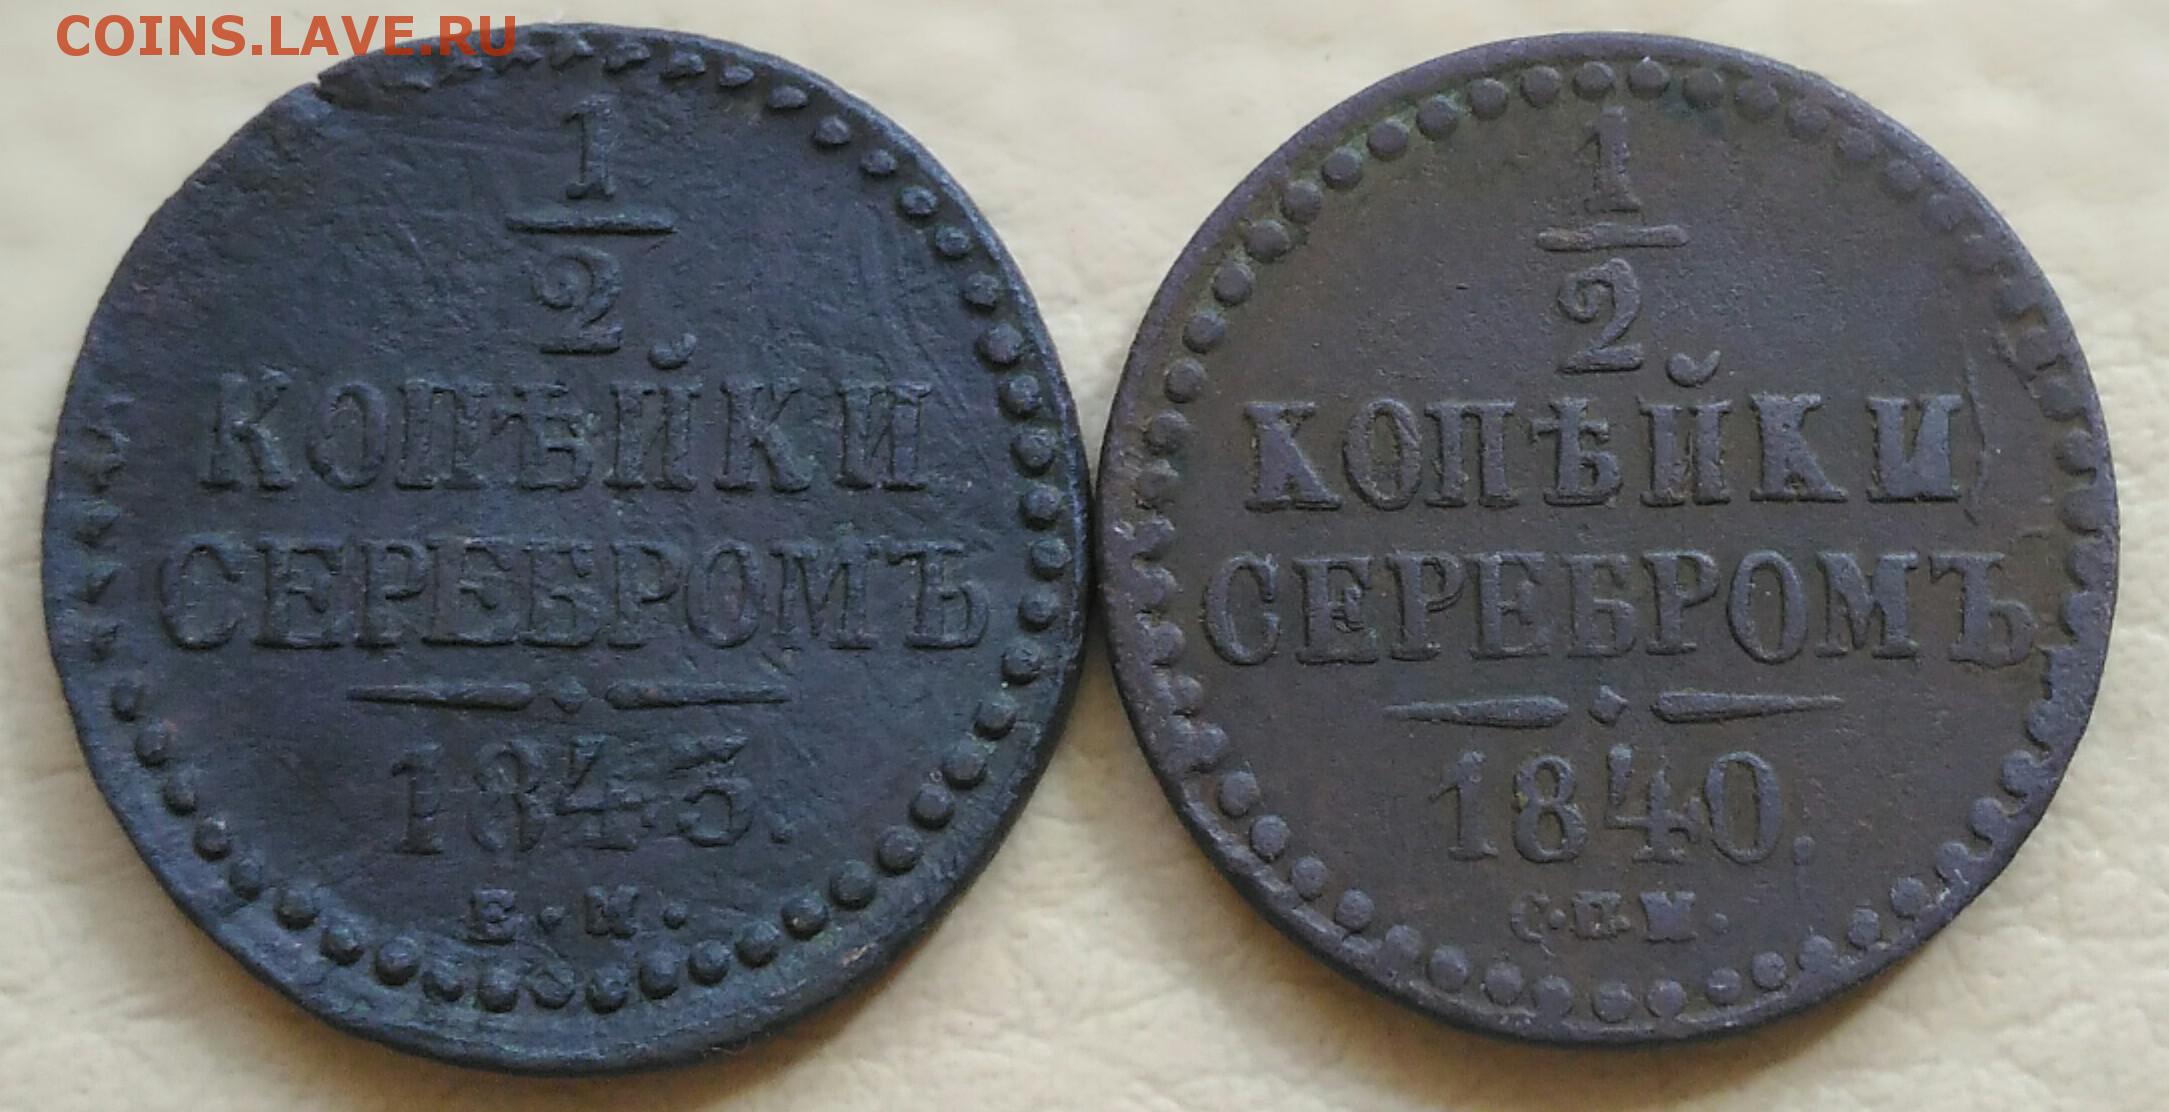 COINS.LAVE.RU
1
2
КОПѢЙКИ
СЕРЕБРОМЪ
1843.
Е.М.
1
2
КОПѢЙКИ
СЕРЕБРОМЪ
1840.
С.П.М.